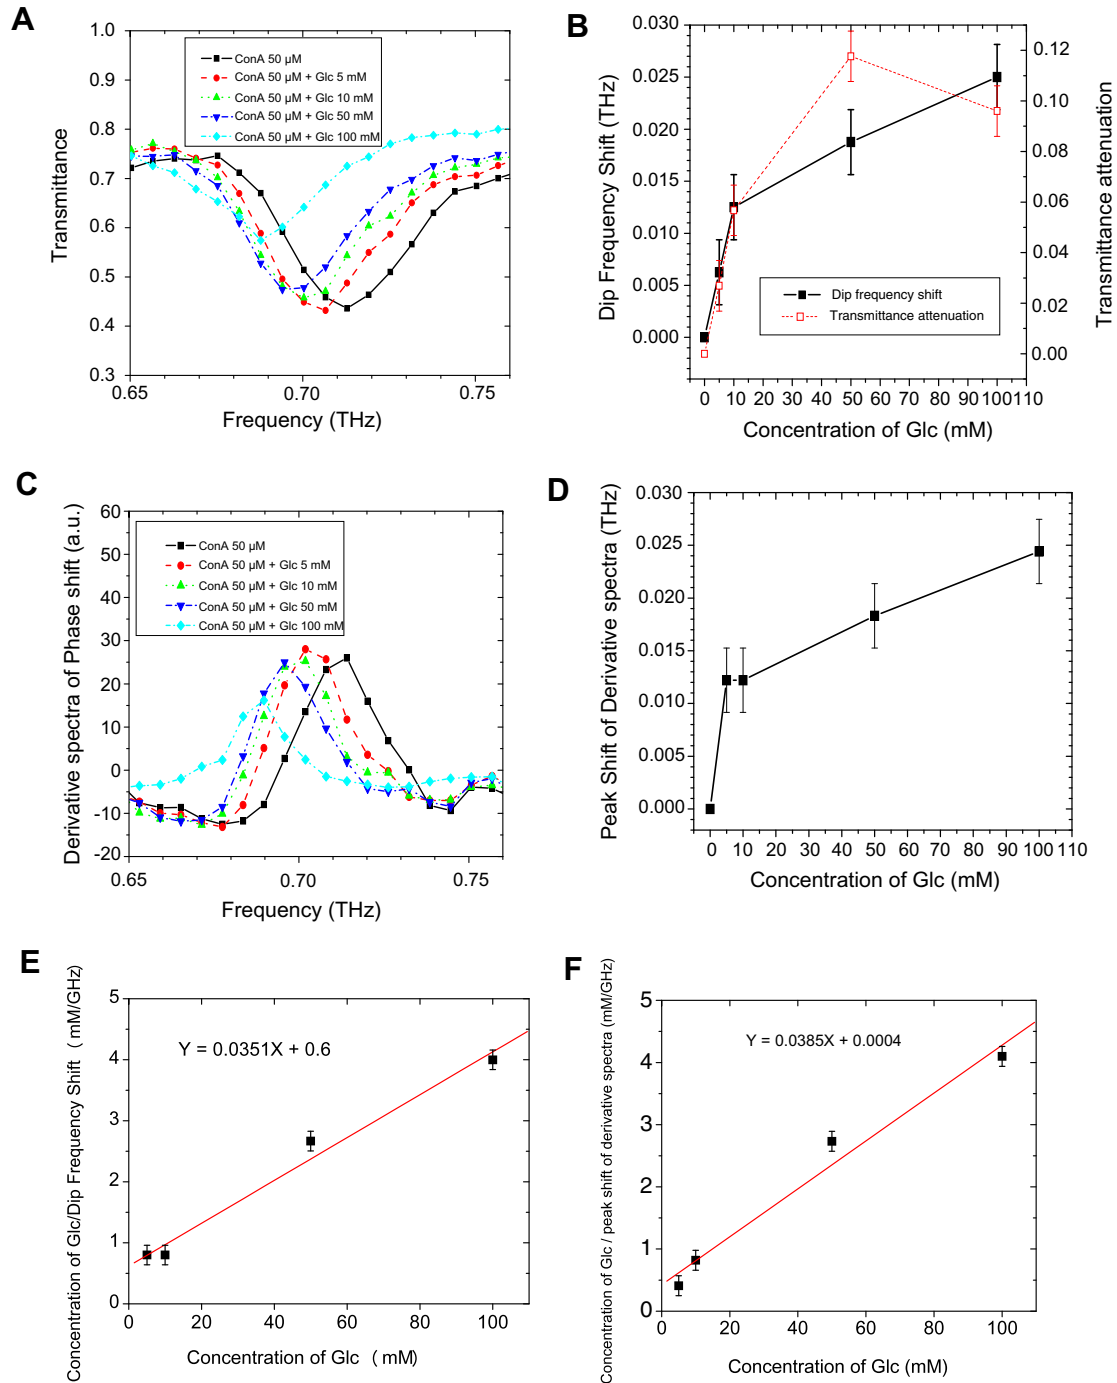 A
Transmittance
1.0
0.9
0.8
0.7
0.6
0.5
0.4
0.3
ConA 50 µM
ConA 50 µM + Glc 5 mM
ConA 50 µM + Glc 10 mM
ConA 50 µM + Glc 50 mM
ConA 50 µM + Glc 100 mM
0.65 0.70 0.75
Frequency (THz)
B
Dip Frequency Shift (THz)
0.030
0.025
0.020
0.015
0.010
0.005
0.000
Dip frequency shift
Transmittance attenuation
0.12
0.10
0.08
0.06
0.04
0.02
0.00
Transmittance attenuation
0 10 20 30 40 50 60 70 80 90 100 110
Concentration of Glc (mM)
C
Derivative spectra of Phase shift (a.u.)
60
50
40
30
20
10
0
-10
-20
ConA 50 µM
ConA 50 µM + Glc 5 mM
ConA 50 µM + Glc 10 mM
ConA 50 µM + Glc 50 mM
ConA 50 µM + Glc 100 mM
0.65 0.70 0.75
Frequency (THz)
D
Peak Shift of Derivative spectra (THz)
0.030
0.025
0.020
0.015
0.010
0.005
0.000
0 10 20 30 40 50 60 70 80 90 100 110
Concentration of Glc (mM)
E
Concentration of Glc/Dip Frequency Shift (mM/GHz)
5
4
3
2
1
0
Y = 0.0351X + 0.6
0 20 40 60 80 100
Concentration of Glc (mM)
F
Concentration of Glc / peak shift of derivative spectra (mM/GHz)
5
4
3
2
1
0
Y = 0.0385X + 0.0004
0 20 40 60 80 100
Concentration of Glc (mM)